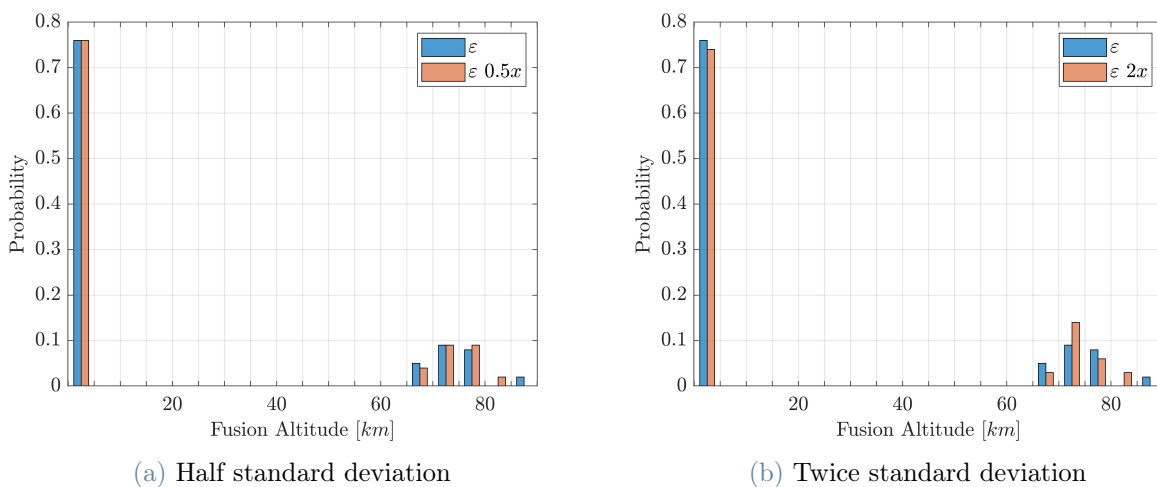 0.8
0.7
0.6
0.5
0.4
0.3
0.2
0.1
0
Probability
20 40 60 80
Fusion Altitude [km]
ε
ε 0.5x
(a) Half standard deviation
0.8
0.7
0.6
0.5
0.4
0.3
0.2
0.1
0
Probability
20 40 60 80
Fusion Altitude [km]
ε
ε 2x
(b) Twice standard deviation